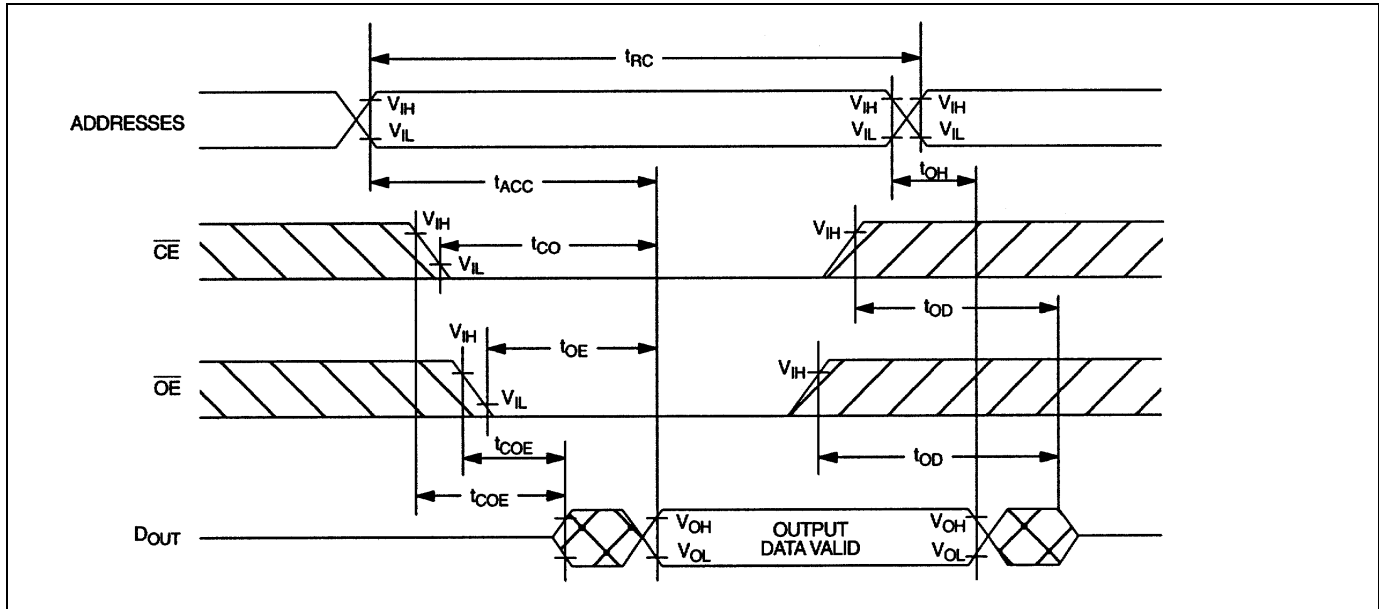 tRC
ADDRESSES
VIH
VIL
VIH
VIL
VIH
VIL
tACC
tOH
CE
VIH
VIL
tCO
VIH
tOD
OE
VIH
VIL
tOE
VIH
tCOE
tOD
tCOE
DOUT
VOH
VOL
OUTPUT
DATA VALID
VOH
VOL